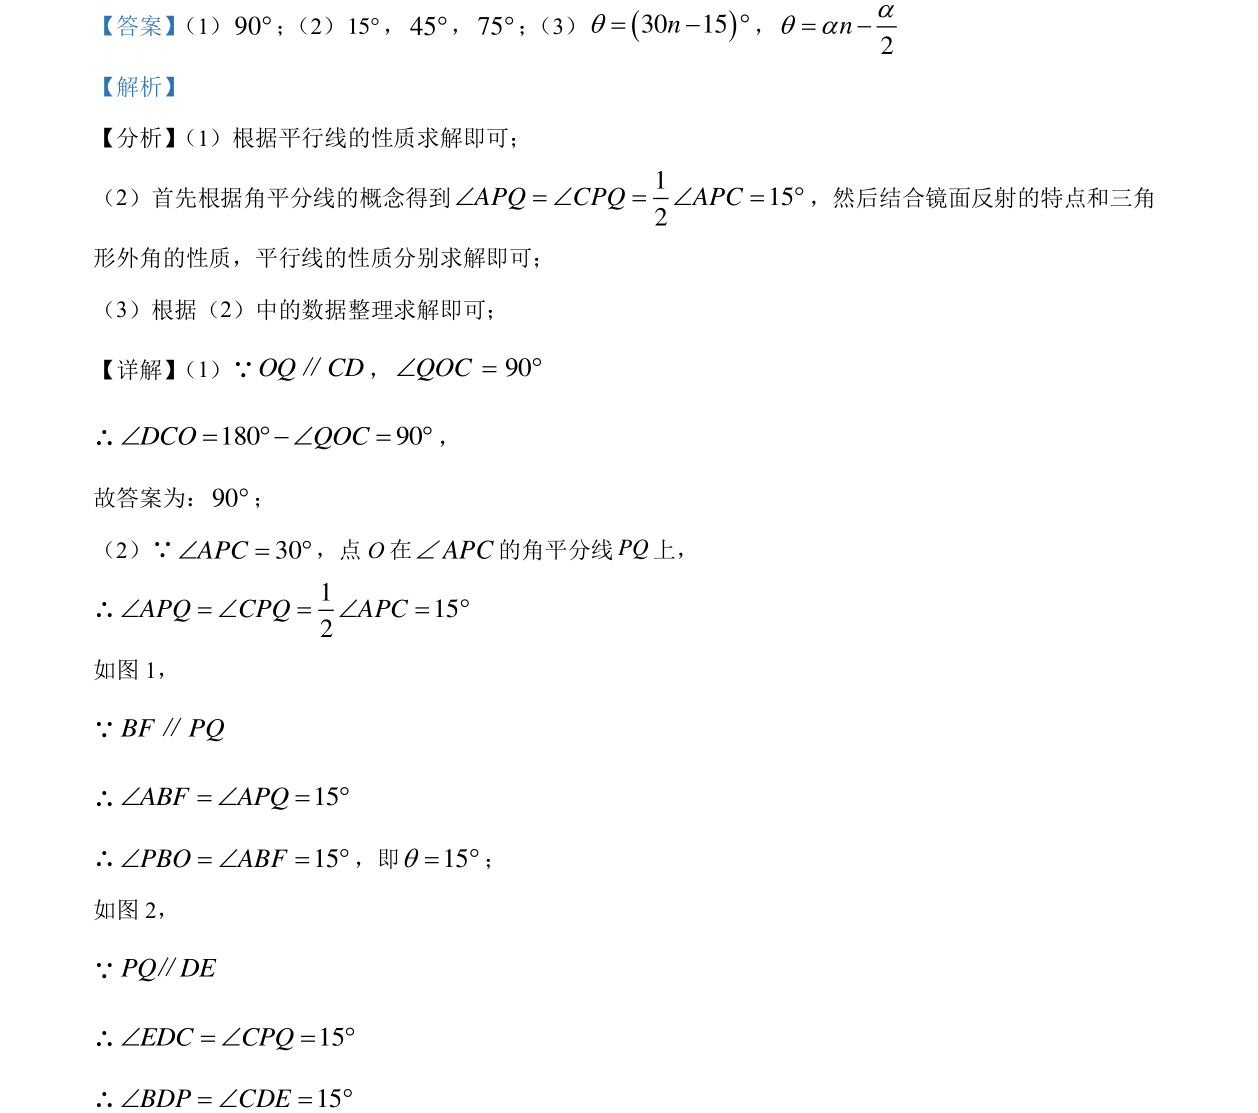 【答案】（1）90°；（2）15°，45°，75°；（3）θ=(30n−15)°，θ=αn−α/2
【解析】
【分析】（1）根据平行线的性质求解即可；
（2）首先根据角平分线的概念得到∠APQ=∠CPQ=1/2∠APC=15°，然后结合镜面反射的特点和三角
形外角的性质，平行线的性质分别求解即可；
（3）根据（2）中的数据整理求解即可；
【详解】（1）∵OQ∥CD，∠QOC=90°
∴∠DCO=180°−∠QOC=90°，
故答案为：90°；
（2）∵∠APC=30°，点O在∠APC的角平分线PQ上，
∴∠APQ=∠CPQ=1/2∠APC=15°
如图1，
∵BF∥PQ
∴∠ABF=∠APQ=15°
∴∠PBO=∠ABF=15°，即θ=15°；
如图2，
∵PQ∥DE
∴∠EDC=∠CPQ=15°
∴∠BDP=∠CDE=15°